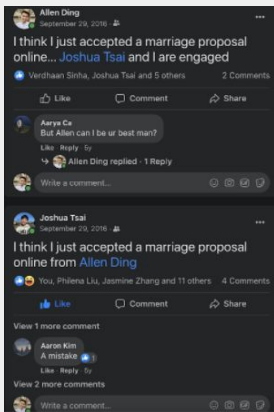 Allen Ding
September 29, 2016 ·
I think I just accepted a marriage proposal
online... Joshua Tsai and I are engaged
Verdhaan Sinha, Joshua Tsai and 5 others 2 Comments
Like Comment Share
Aarya Ca
But Allen can I be ur best man?
Like · Reply · 5y
Allen Ding replied · 1 Reply
Write a comment...
Joshua Tsai
September 29, 2016 ·
I think I just accepted a marriage proposal
online from Allen Ding
You, Philena Liu, Jasmine Zhang and 11 others 4 Comments
Like Comment Share
View 1 more comment
Aaron Kim
A mistake 1
Like · Reply · 5y
View 2 more comments
Write a comment...